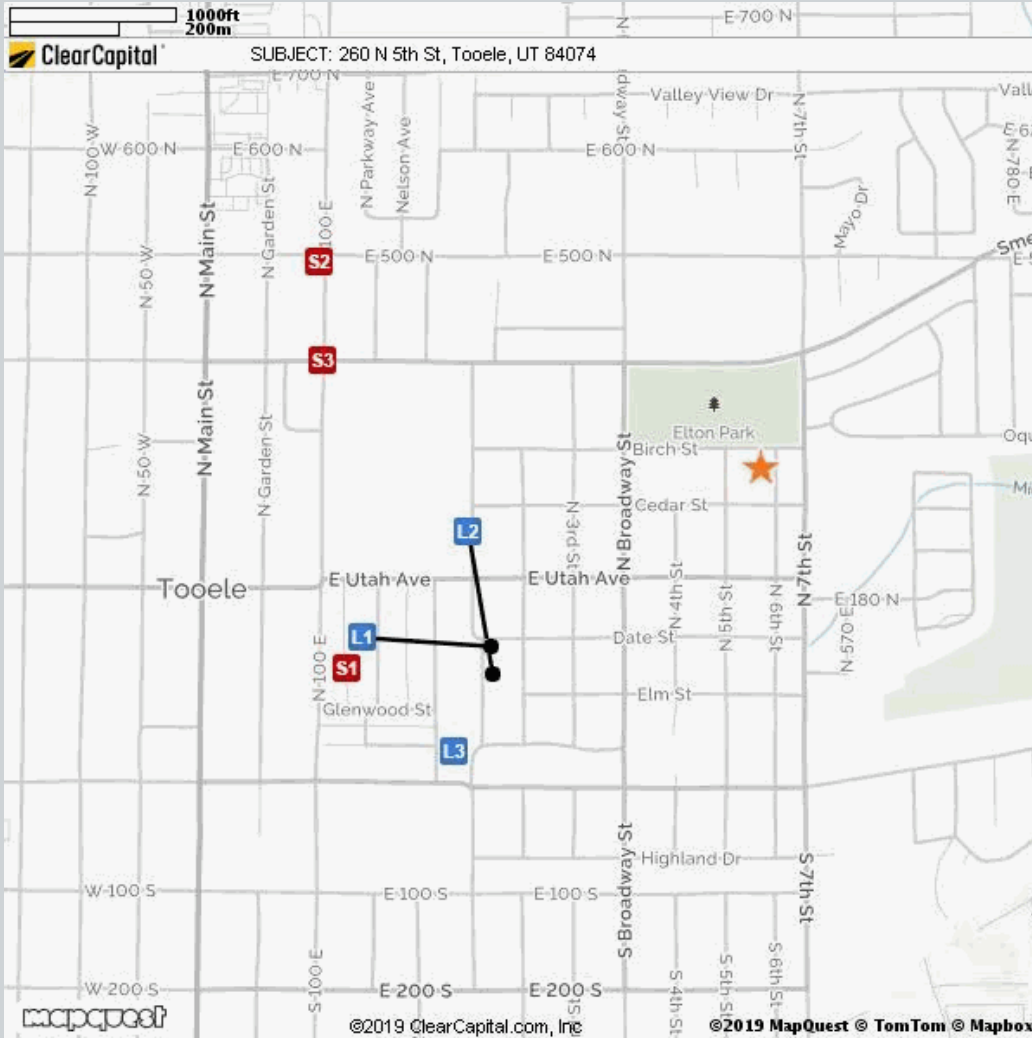 1000ft
200m
ClearCapital
SUBJECT: 260 N 5th St, Tooele, UT 84074
E 700 N
E 700 N
Valley View Dr
N 7th St
W 600 N
E 600 N
E 600 N
N 100 W
N Parkway Ave
Nelson Ave
N Garden St
N Main St
N 50 W
100 E
Mayo Dr
N 780 E
S2
E 500 N
E 500 N
S3
N Main St
N 50 W
N Garden St
Elton Park
Birch St
N Broadway St
Cedar St
N 3rd St
L2
Tooele
E Utah Ave
E Utah Ave
N 4th St
N 5th St
N 6th St
N 7th St
E 180 N
N 570 E
L1
S1
N 100 E
Date St
Elm St
Glenwood St
L3
S Broadway St
Highland Dr
S 7th St
W 100 S
E 100 S
E 100 S
S 100 E
S 4th St
S 5th St
S 6th St
W 200 S
E 200 S
E 200 S
mapquest
©2019 ClearCapital.com, Inc
©2019 MapQuest © TomTom © Mapbox